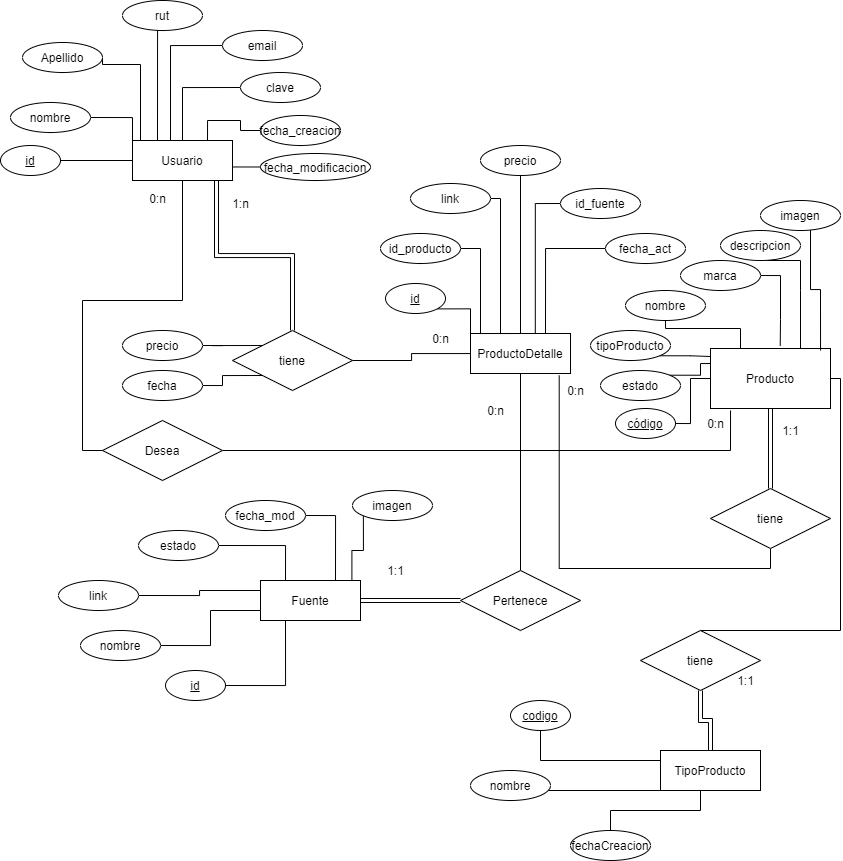 rut
email
Apellido
clave
nombre
fecha_creacion
id
Usuario
fecha_modificacion
precio
0:n
1:n
link
id_fuente
imagen
id_producto
fecha_act
descripcion
marca
id
nombre
precio
0:n
ProductoDetalle
tipoProducto
tiene
Producto
fecha
estado
0:n
0:n
código
0:n
1:1
Desea
imagen
fecha_mod
tiene
estado
1:1
link
Fuente
Pertenece
nombre
tiene
id
1:1
codigo
TipoProducto
nombre
fechaCreacion